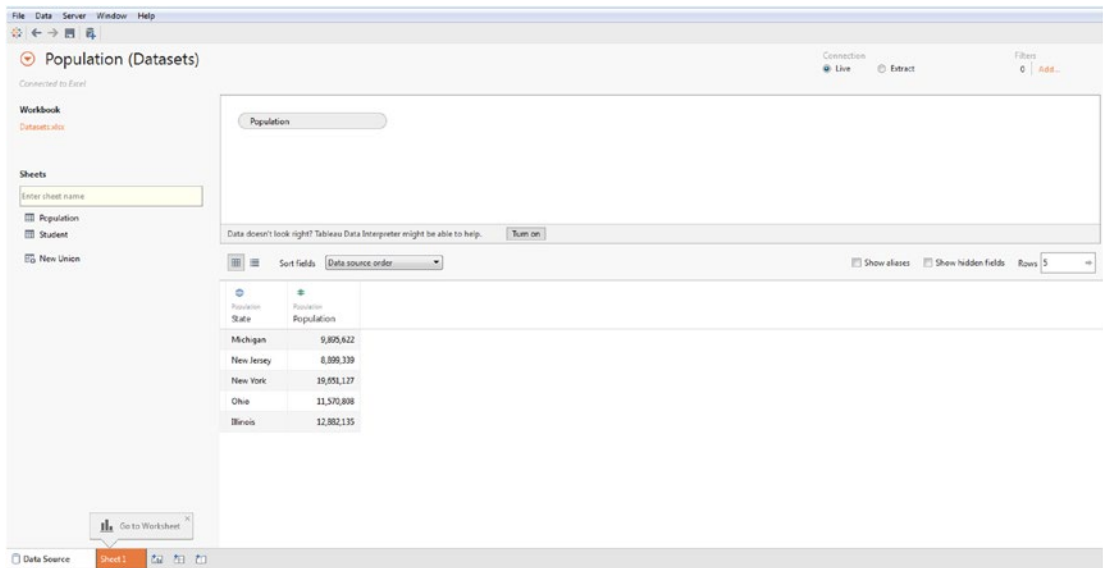 File Data Server Window Help
Population (Datasets)
Connection
Filters
Live Extract
0 Add...
Connected to Excel
Workbook
Datasets.xlsx
Population
Sheets
Enter sheet name
Population
Student
New Union
Data doesn't look right? Tableau Data Interpreter might be able to help. Turn on
Sort fields Data source order
Show aliases Show hidden fields Rows 5
Population Population
State Population
Michigan 9,895,622
New Jersey 8,899,339
New York 19,651,127
Ohio 11,570,808
Illinois 12,882,135
Go to Worksheet
Data Source Sheet 1